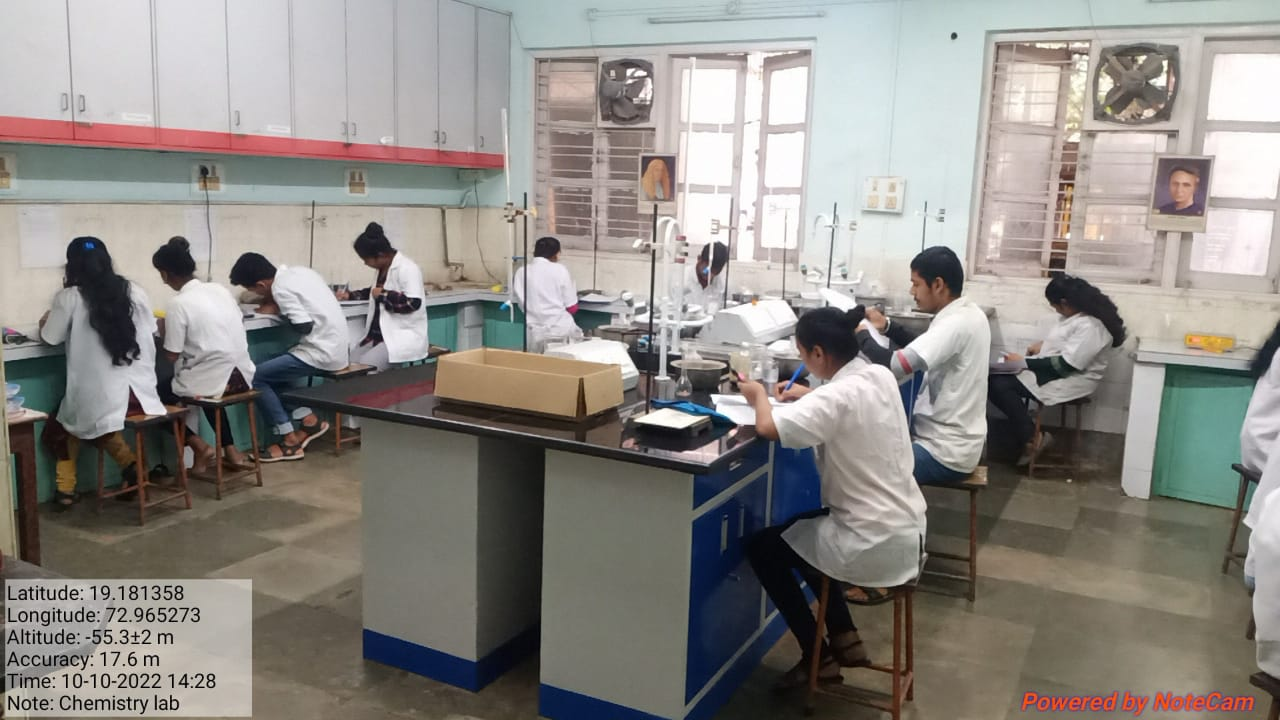 Latitude: 19.181358
Longitude: 72.965273
Altitude: -55.3±2 m
Accuracy: 17.6 m
Time: 10-10-2022 14:28
Note: Chemistry lab
Powered by NoteCam